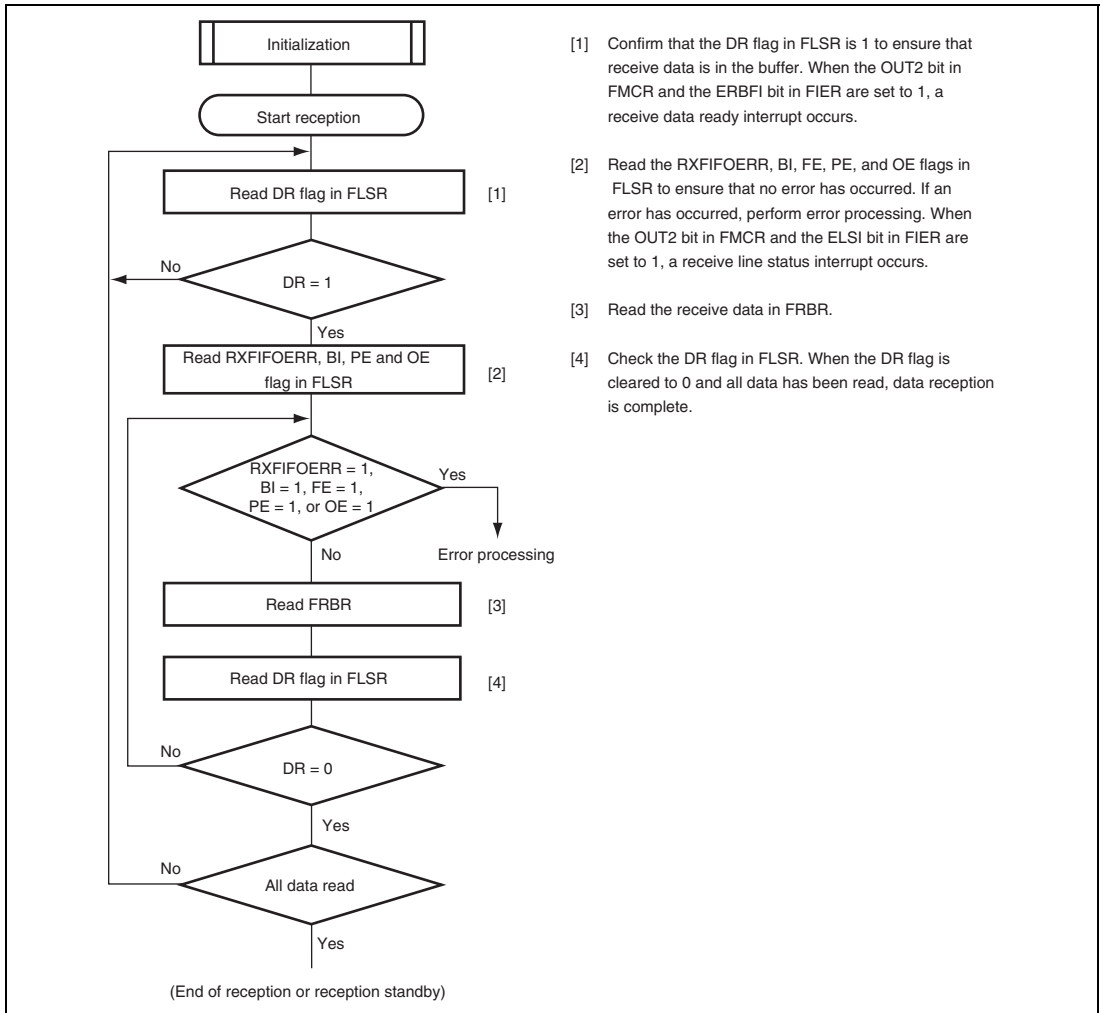 Initialization
Start reception
Read DR flag in FLSR
[1]
No
DR = 1
Yes
Read RXFIFOERR, BI, PE and OE
flag in FLSR
[2]
RXFIFOERR = 1,
BI = 1, FE = 1,
PE = 1, or OE = 1
Yes
Error processing
No
Read FRBR
[3]
Read DR flag in FLSR
[4]
No
DR = 0
Yes
No
All data read
Yes
(End of reception or reception standby)
[1] Confirm that the DR flag in FLSR is 1 to ensure that
receive data is in the buffer. When the OUT2 bit in
FMCR and the ERBFI bit in FIER are set to 1, a
receive data ready interrupt occurs.
[2] Read the RXFIFOERR, BI, FE, PE, and OE flags in
FLSR to ensure that no error has occurred. If an
error has occurred, perform error processing. When
the OUT2 bit in FMCR and the ELSI bit in FIER are
set to 1, a receive line status interrupt occurs.
[3] Read the receive data in FRBR.
[4] Check the DR flag in FLSR. When the DR flag is
cleared to 0 and all data has been read, data reception
is complete.